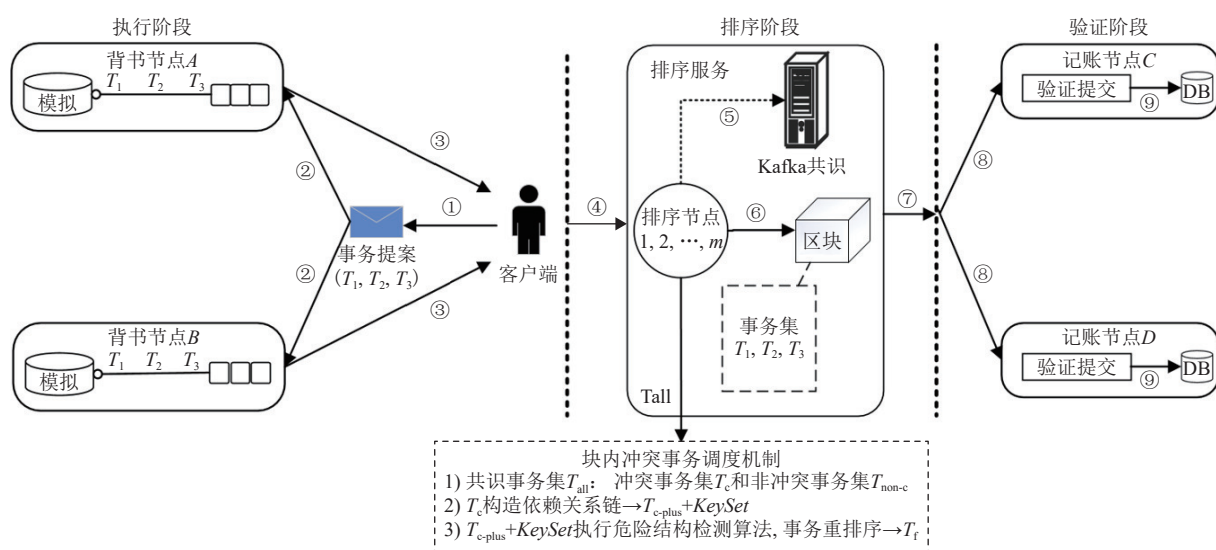 执行阶段
背书节点A
T₁ T₂ T₃
模拟
②
③
①
事务提案
(T₁, T₂, T₃)
客户端
②
③
背书节点B
T₁ T₂ T₃
模拟
④
排序阶段
排序服务
⑤
Kafka共识
排序节点
1, 2, ⋯, m
⑥
区块
事务集
T₁, T₂, T₃
Tall
⑦
验证阶段
记账节点C
验证提交
⑨
DB
⑧
⑧
记账节点D
验证提交
⑨
DB
块内冲突事务调度机制
1) 共识事务集T_all: 冲突事务集T_c和非冲突事务集T_non-c
2) T_c构造依赖关系链→T_c-plus+KeySet
3) T_c-plus+KeySet执行危险结构检测算法, 事务重排序→T_f